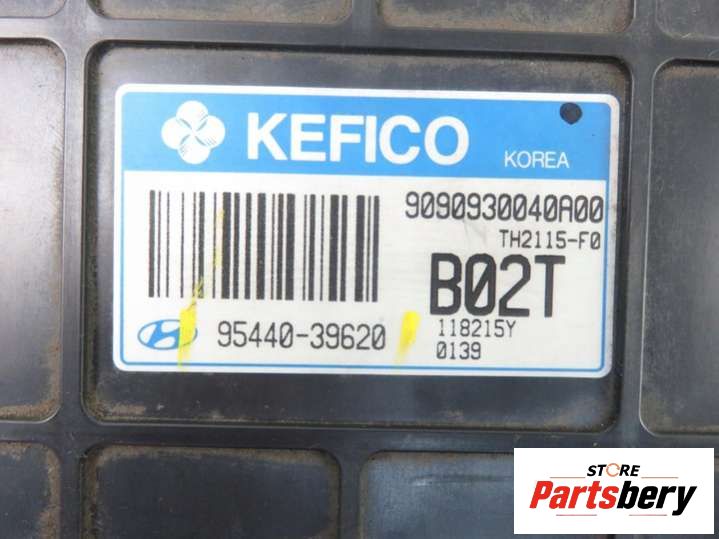 KEFICO
KOREA
9090930040A00
TH2115-F0
B02T
95440-39620
118215Y
0139
STORE
Partsbery